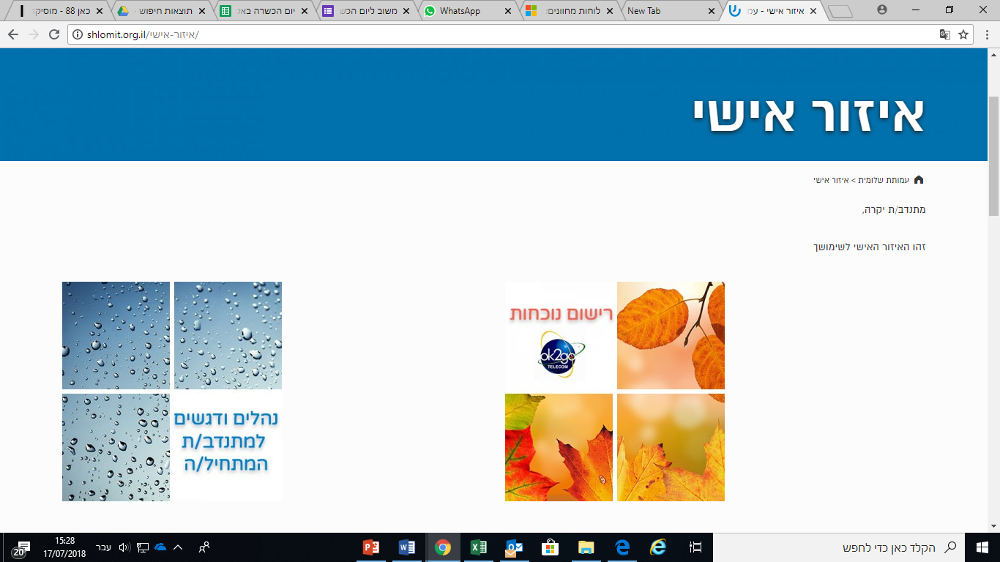 כאן 88 - מוסיקה
תוצאות חיפוש -
יום הכשרה באק
משוב ליום הכש
WhatsApp
לוחות מחוונים:
New Tab
איזור אישי - עמ
shlomit.org.il/איזור-אישי/
איזור אישי
עמותת שלומית > איזור אישי
מתנדב/ת יקרה,
זהו האיזור האישי לשימושך
רישום נוכחות
ok2go
TELECOM
נהלים ודגשים
למתנדב/ת
המתחיל/ה
הקלד כאן כדי לחפש
עבר
15:28
17/07/2018
20